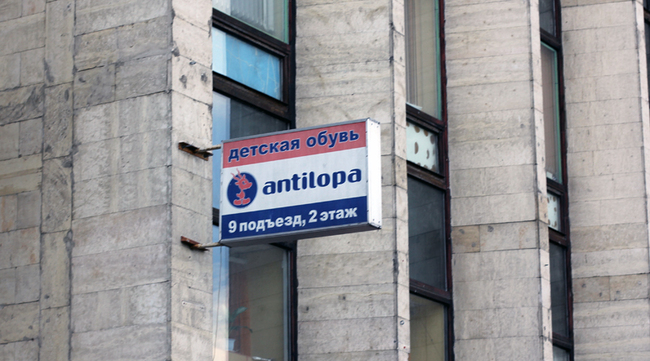 детская обувь
antilopa
9 подъезд, 2 этаж